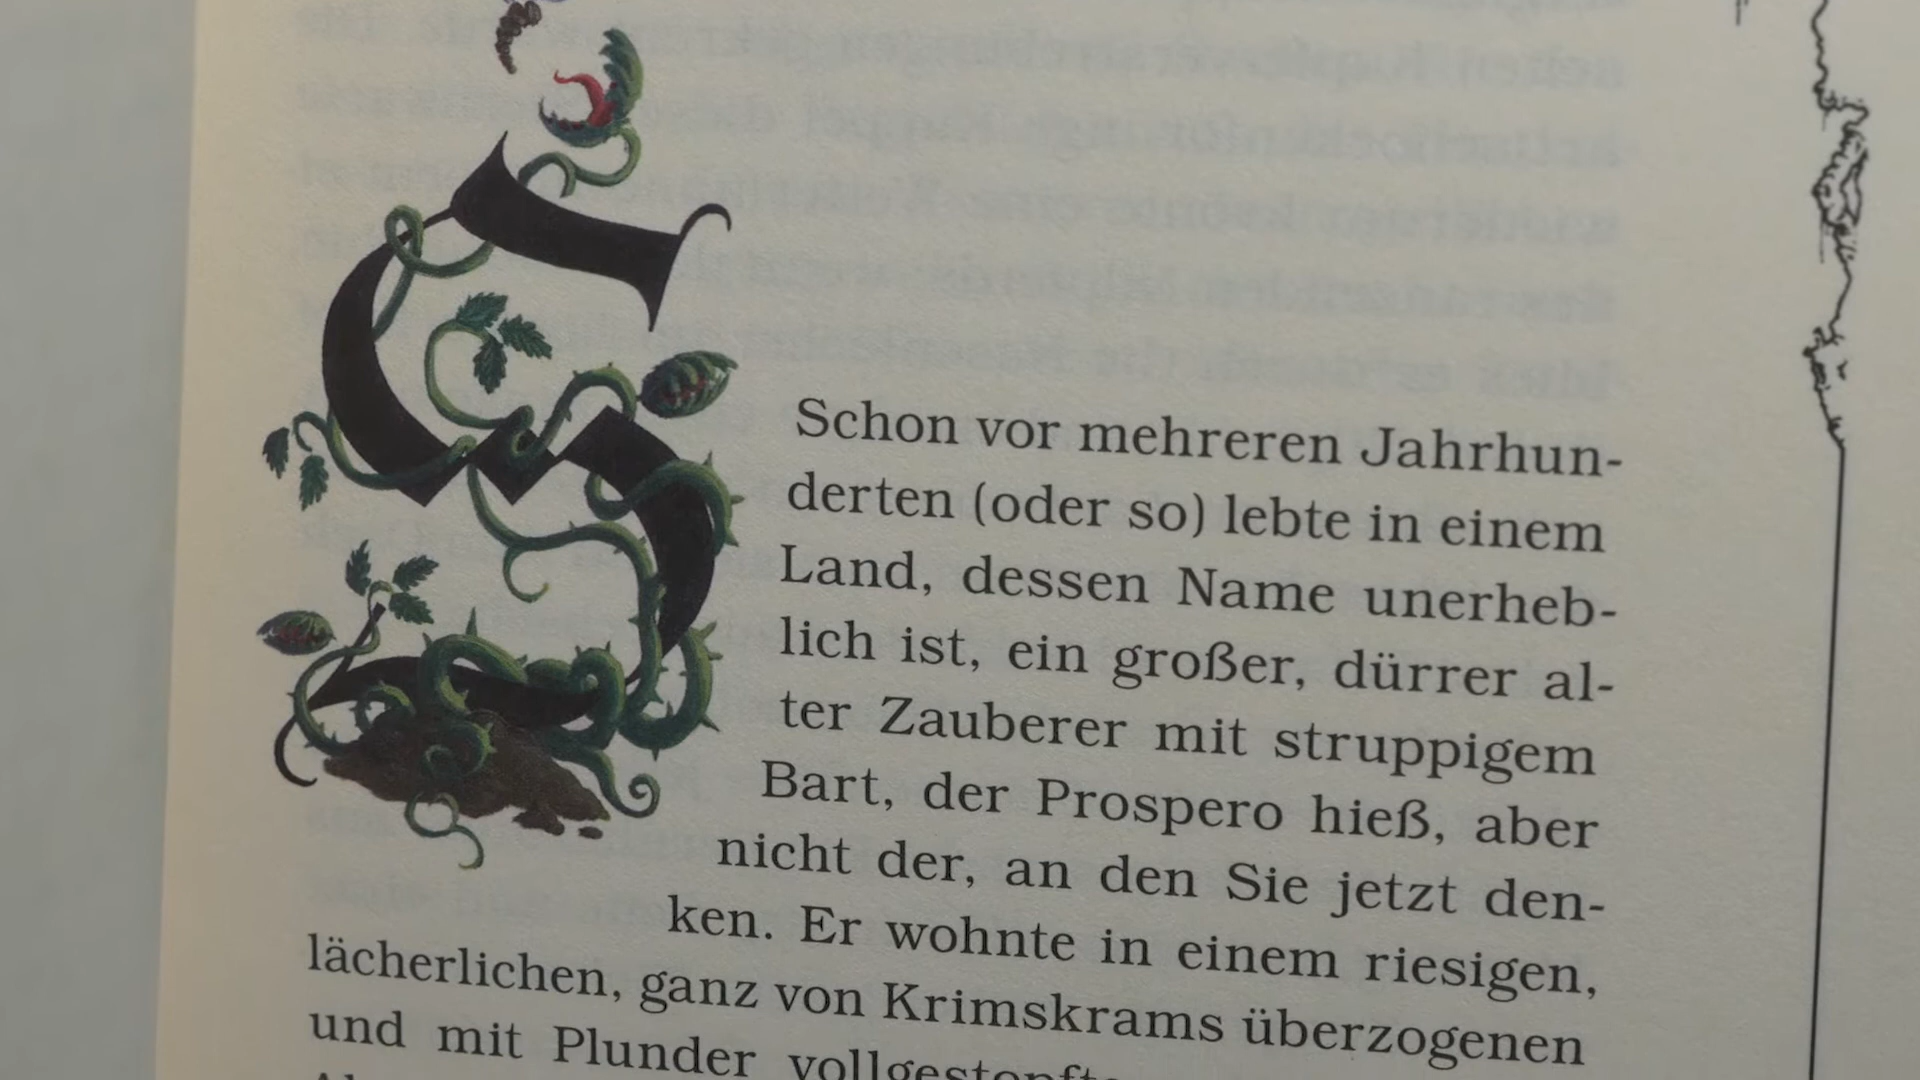 Schon vor mehreren Jahrhun-
derten (oder so) lebte in einem
Land, dessen Name unerheb-
lich ist, ein großer, dürrer al-
ter Zauberer mit struppigem
Bart, der Prospero hieß, aber
nicht der, an den Sie jetzt den-
ken. Er wohnte in einem riesigen,
lächerlichen, ganz von Krimskrams überzogenen
und mit Plunder